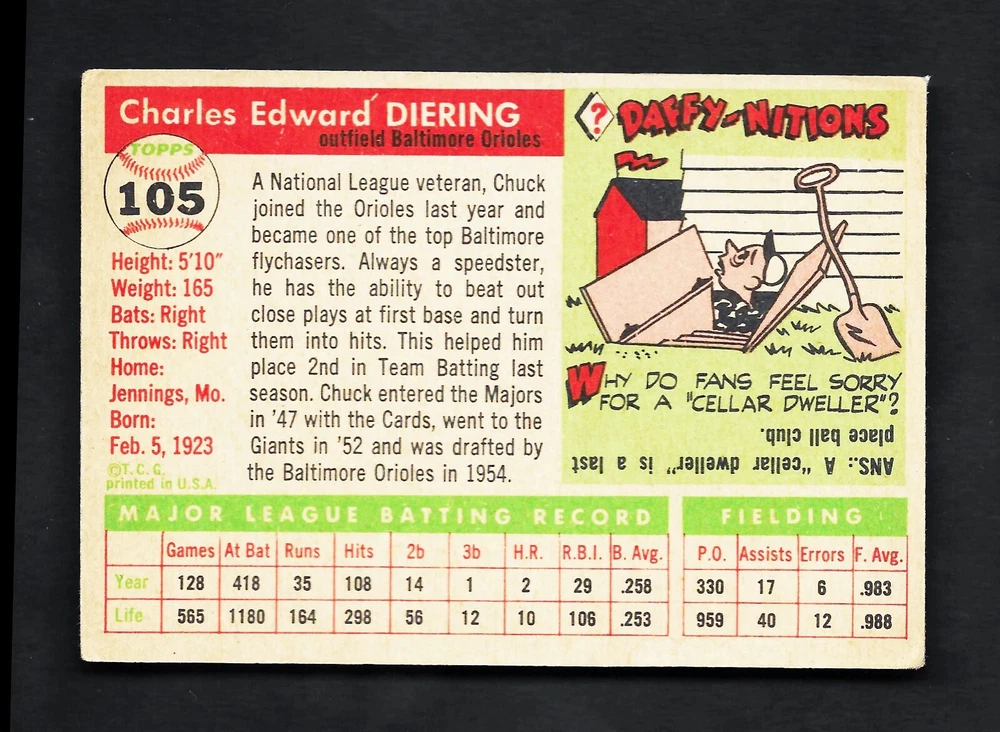 Charles Edward DIERING
outfield Baltimore Orioles
TOPPS
105
Height: 5'10"
Weight: 165
Bats: Right
Throws: Right
Home:
Jennings, Mo.
Born:
Feb. 5, 1923
©T.C.G.
printed in U.S.A.
A National League veteran, Chuck
joined the Orioles last year and
became one of the top Baltimore
flychasers. Always a speedster,
he has the ability to beat out
close plays at first base and turn
them into hits. This helped him
place 2nd in Team Batting last
season. Chuck entered the Majors
in '47 with the Cards, went to the
Giants in '52 and was drafted by
the Baltimore Orioles in 1954.
? DAFFY-NITIONS
WHY DO FANS FEEL SORRY
FOR A "CELLAR DWELLER"?
ANS.: A "cellar dweller" is a last
place ball club.
MAJOR LEAGUE BATTING RECORD
Games At Bat Runs Hits 2b 3b H.R. R.B.I. B. Avg.
Year 128 418 35 108 14 1 2 29 .258
Life 565 1180 164 298 56 12 10 106 .253
FIELDING
P.O. Assists Errors F. Avg.
330 17 6 .983
959 40 12 .988